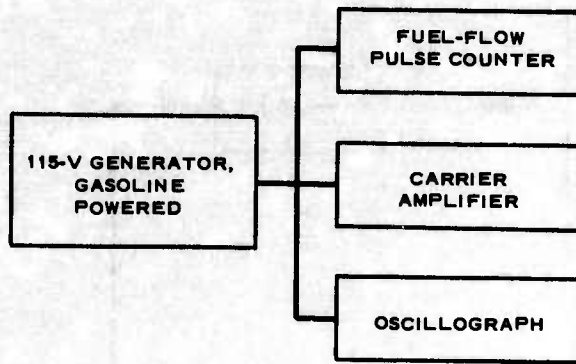 FUEL-FLOW
PULSE COUNTER
115-V GENERATOR,
GASOLINE
POWERED
CARRIER
AMPLIFIER
OSCILLOGRAPH